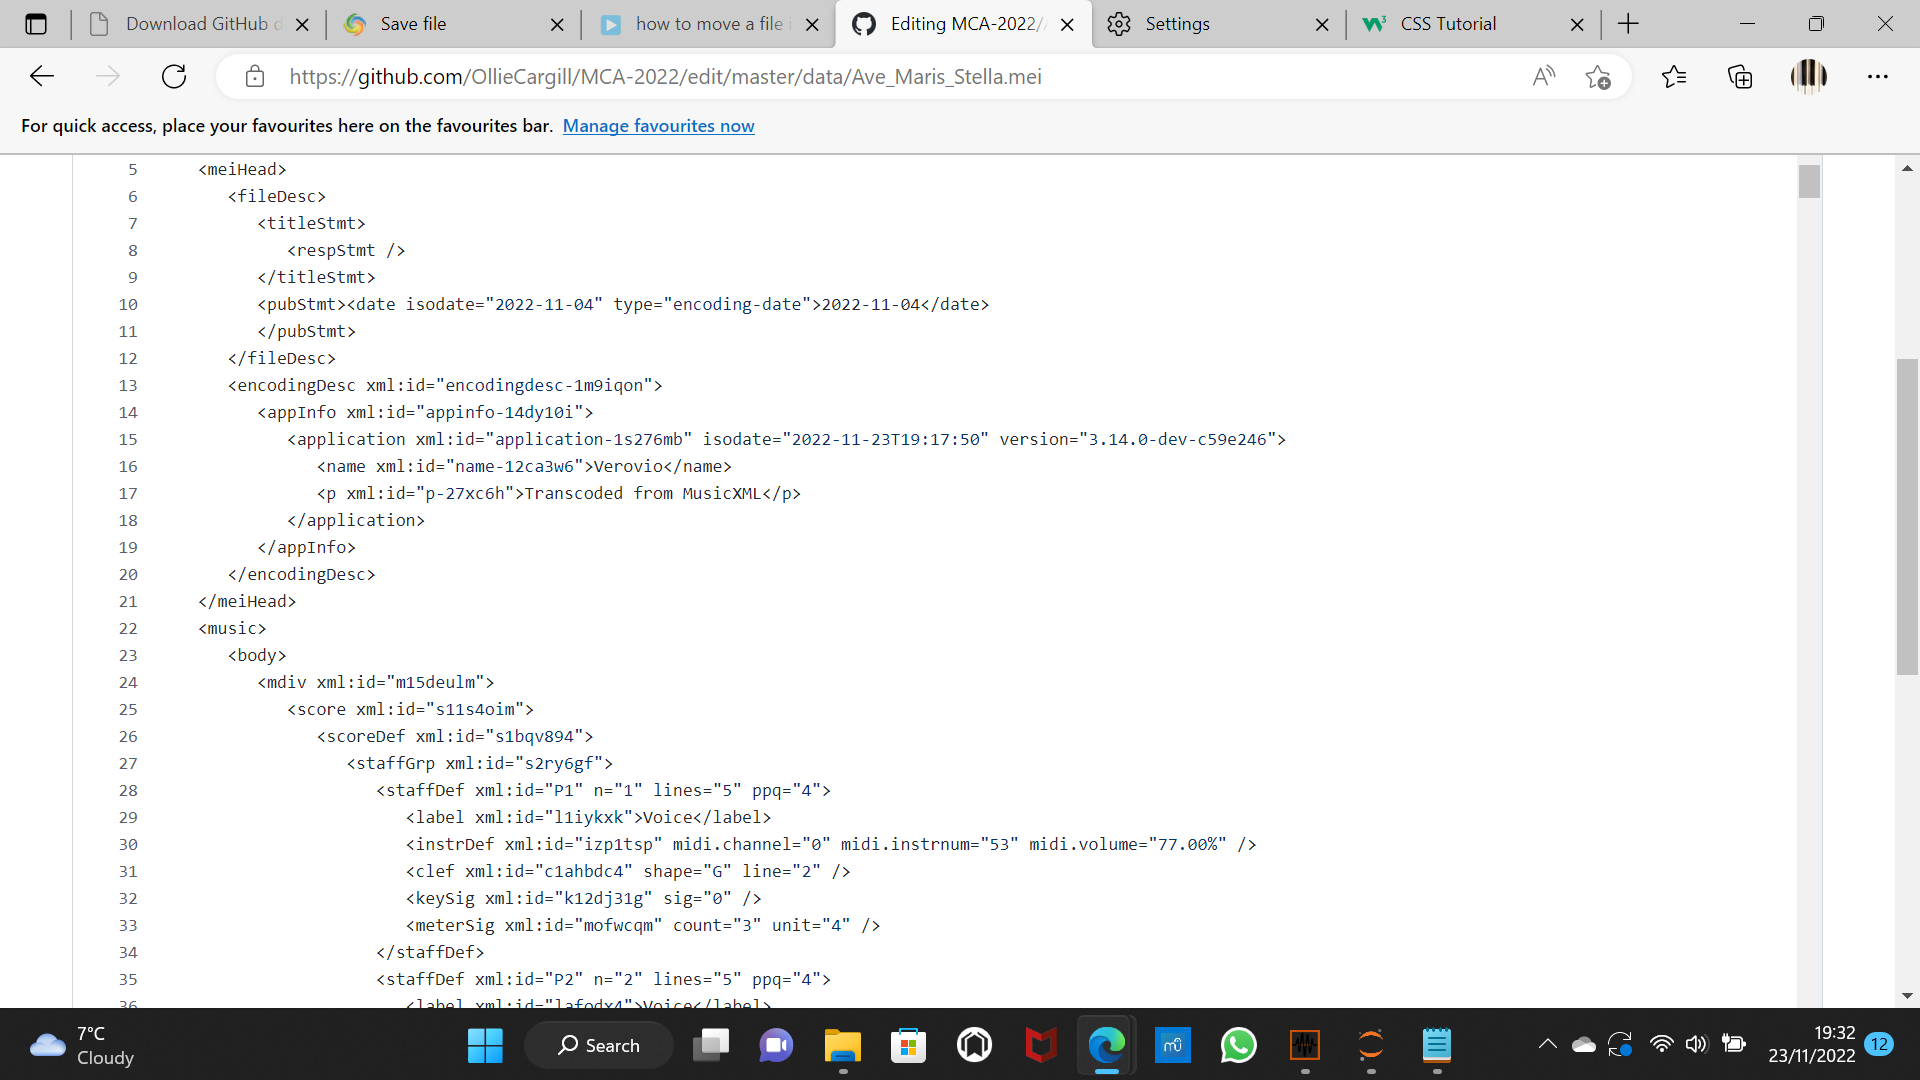 Download GitHub d
Save file
how to move a file i
Editing MCA-2022/
Settings
CSS Tutorial
https://github.com/OllieCargill/MCA-2022/edit/master/data/Ave_Maris_Stella.mei
For quick access, place your favourites here on the favourites bar. Manage favourites now
5 <meiHead>
6 <fileDesc>
7 <titleStmt>
8 <respStmt />
9 </titleStmt>
10 <pubStmt><date isodate="2022-11-04" type="encoding-date">2022-11-04</date>
11 </pubStmt>
12 </fileDesc>
13 <encodingDesc xml:id="encodingdesc-1m9iqon">
14 <appInfo xml:id="appinfo-14dy10i">
15 <application xml:id="application-1s276mb" isodate="2022-11-23T19:17:50" version="3.14.0-dev-c59e246">
16 <name xml:id="name-12ca3w6">Verovio</name>
17 <p xml:id="p-27xc6h">Transcoded from MusicXML</p>
18 </application>
19 </appInfo>
20 </encodingDesc>
21 </meiHead>
22 <music>
23 <body>
24 <mdiv xml:id="m15deulm">
25 <score xml:id="s11s4oim">
26 <scoreDef xml:id="s1bqv894">
27 <staffGrp xml:id="s2ry6gf">
28 <staffDef xml:id="P1" n="1" lines="5" ppq="4">
29 <label xml:id="l1iykxk">Voice</label>
30 <instrDef xml:id="izp1tsp" midi.channel="0" midi.instrnum="53" midi.volume="77.00%" />
31 <clef xml:id="c1ahbdc4" shape="G" line="2" />
32 <keySig xml:id="k12dj31g" sig="0" />
33 <meterSig xml:id="mofwcqm" count="3" unit="4" />
34 </staffDef>
35 <staffDef xml:id="P2" n="2" lines="5" ppq="4">
36 <label xml:id="lafodx4">Voice</label>
7°C
Cloudy
Search
19:32
23/11/2022
12